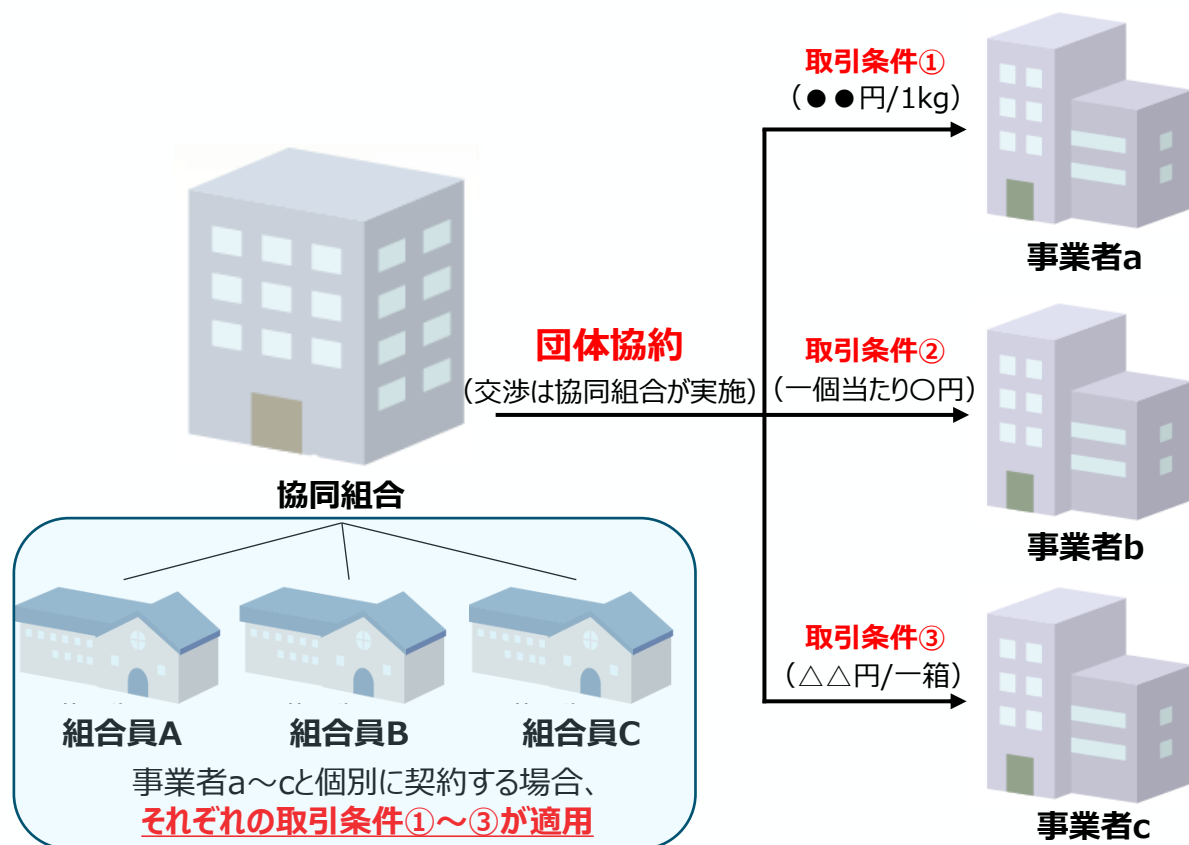 取引条件①
（●●円/1kg）
事業者a
団体協約
（交渉は協同組合が実施）
取引条件②
（一個当たり〇円）
事業者b
協同組合
取引条件③
（△△円/一箱）
事業者c
組合員A
組合員B
組合員C
事業者a～cと個別に契約する場合、
それぞれの取引条件①～③が適用